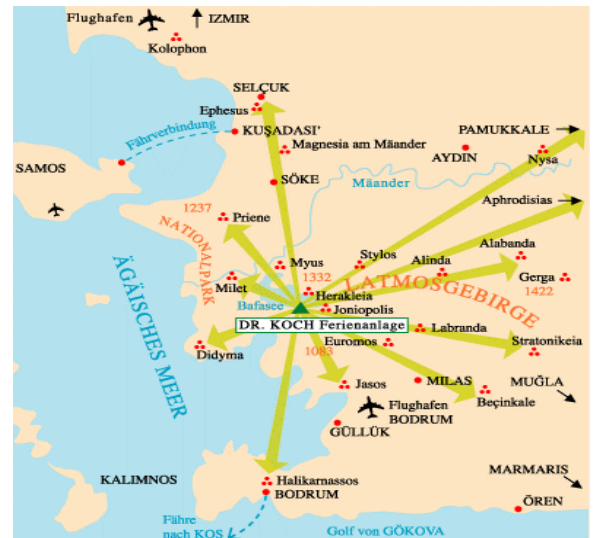 Flughafen
IZMIR
Kolophon
SELÇUK
Ephesus
Fährverbindung
KUŞADASI'
Magnesia am Mäander
PAMUKKALE
AYDIN
Nysa
SAMOS
SÖKE
Mäander
Aphrodisias
1237
Priene
NATIONALPARK
Myus
Stylos
Alinda
Alabanda
Gerga
1422
1332
LATMOSGEBIRGE
Milet
Herakleia
Bafasee
Joniopolis
ÄGÄISCHES MEER
DR. KOCH Ferienanlage
Labranda
Didyma
1083
Euromos
Stratonikeia
Jasos
MILAS
MUĞLA
Beçinkale
Flughafen
BODRUM
GÜLLÜK
KALIMNOS
Halikarnassos
BODRUM
MARMARIS
ÖREN
Fähre
nach KOS
Golf von GÖKOVA